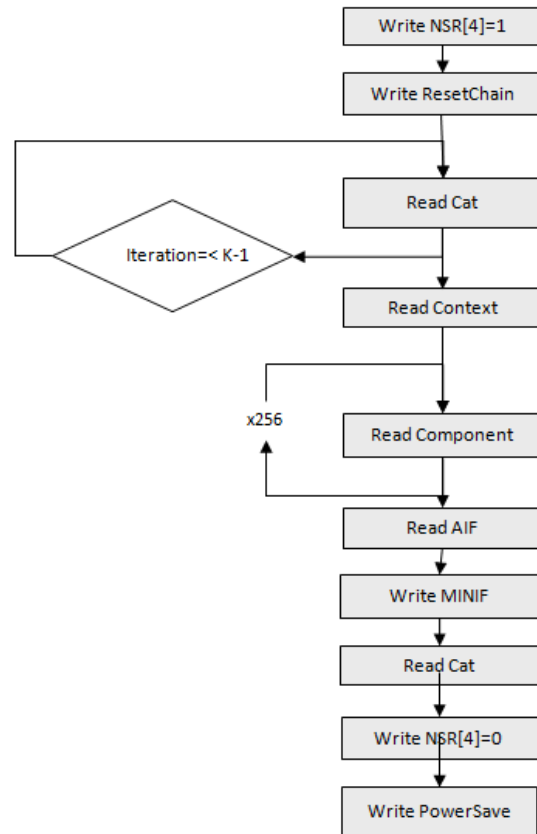 Write NSR[4]=1
Write ResetChain
Read Cat
Iteration=< K-1
Read Context
x256
Read Component
Read AIF
Write MINIF
Read Cat
Write NSR[4]=0
Write PowerSave